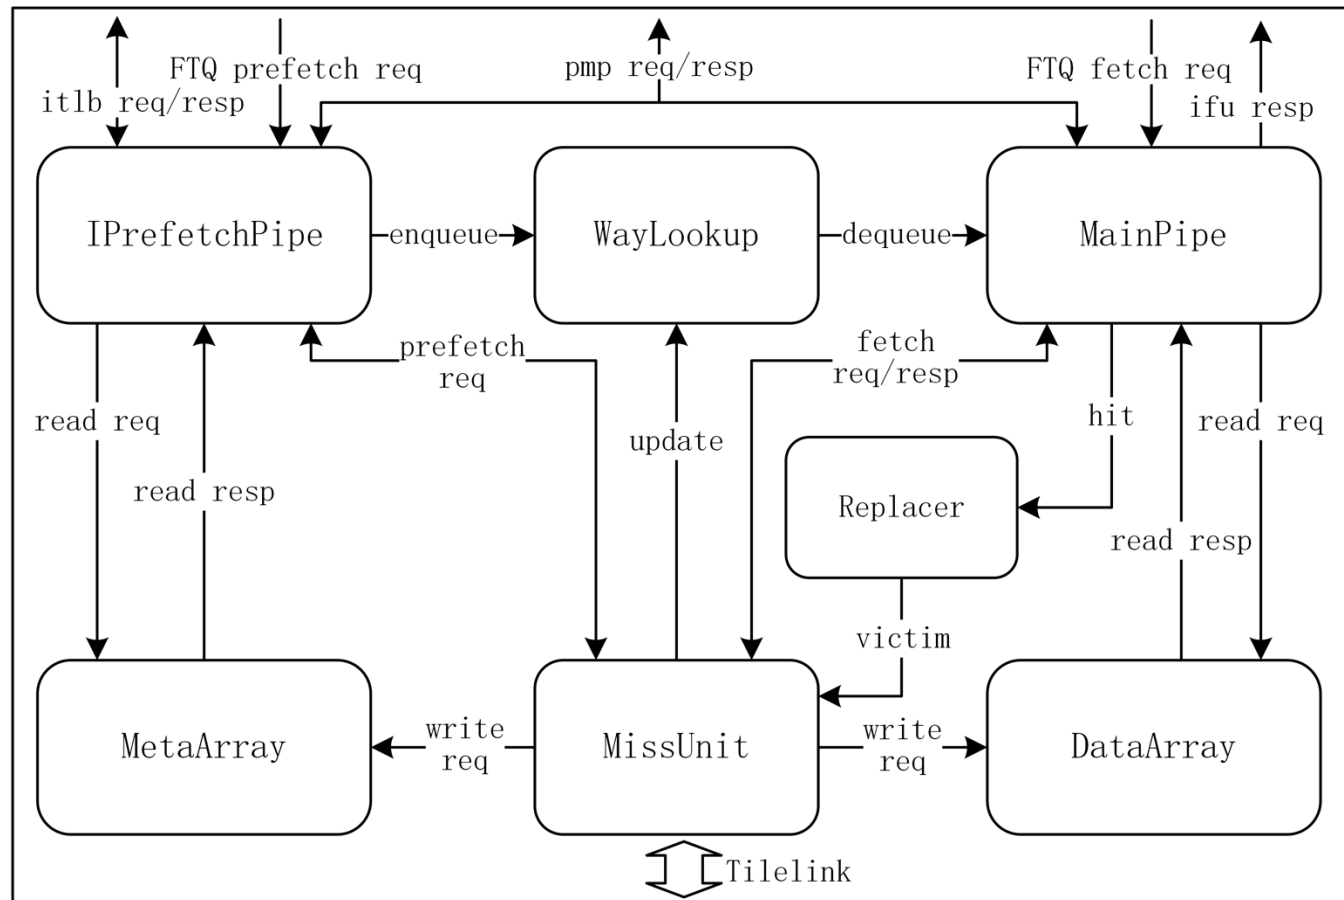 FTQ prefetch req
pmp req/resp
FTQ fetch req
itlb req/resp
ifu resp
IPrefetchPipe
enqueue
WayLookup
dequeue
MainPipe
prefetch
req
fetch
req/resp
read req
update
hit
read req
read resp
Replacer
read resp
victim
MetaArray
write
req
MissUnit
write
req
DataArray
Tilelink